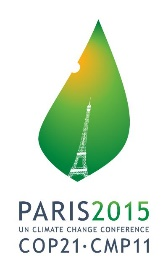 PARIS2015
UN CLIMATE CHANGE CONFERENCE
COP21·CMP11